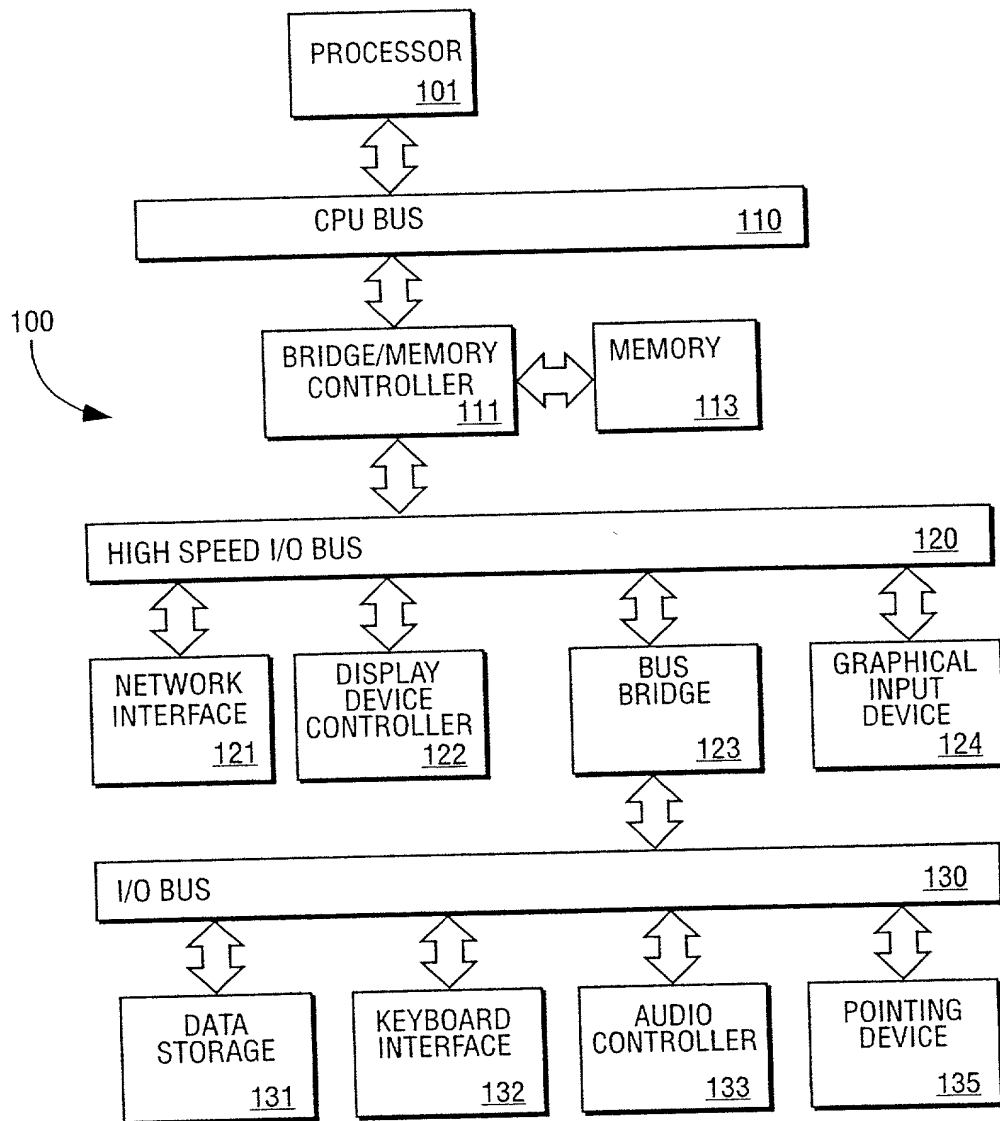 PROCESSOR
101
CPU BUS 110
100
BRIDGE/MEMORY
CONTROLLER
111
MEMORY
113
HIGH SPEED I/O BUS 120
NETWORK
INTERFACE
121
DISPLAY
DEVICE
CONTROLLER
122
BUS
BRIDGE
123
GRAPHICAL
INPUT
DEVICE
124
I/O BUS 130
DATA
STORAGE
131
KEYBOARD
INTERFACE
132
AUDIO
CONTROLLER
133
POINTING
DEVICE
135